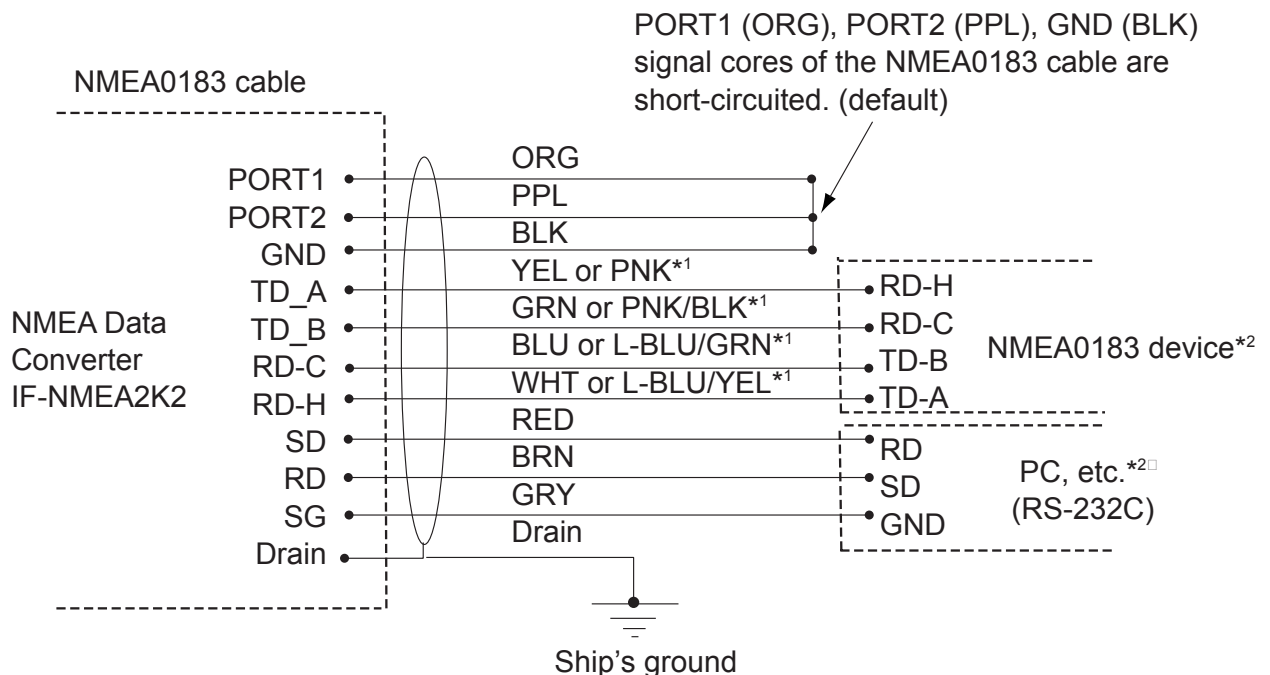 PORT1 (ORG), PORT2 (PPL), GND (BLK)
signal cores of the NMEA0183 cable are
short-circuited. (default)
NMEA0183 cable
ORG
PORT1
PPL
PORT2
BLK
GND
YEL or PNK*1
TD_A
RD-H
GRN or PNK/BLK*1
TD_B
RD-C
BLU or L-BLU/GRN*1
RD-C
TD-B
WHT or L-BLU/YEL*1
RD-H
TD-A
NMEA Data
Converter
IF-NMEA2K2
NMEA0183 device*2
RED
SD
RD
BRN
RD
SD
GRY
SG
GND
PC, etc.*2
(RS-232C)
Drain
Drain
Ship's ground